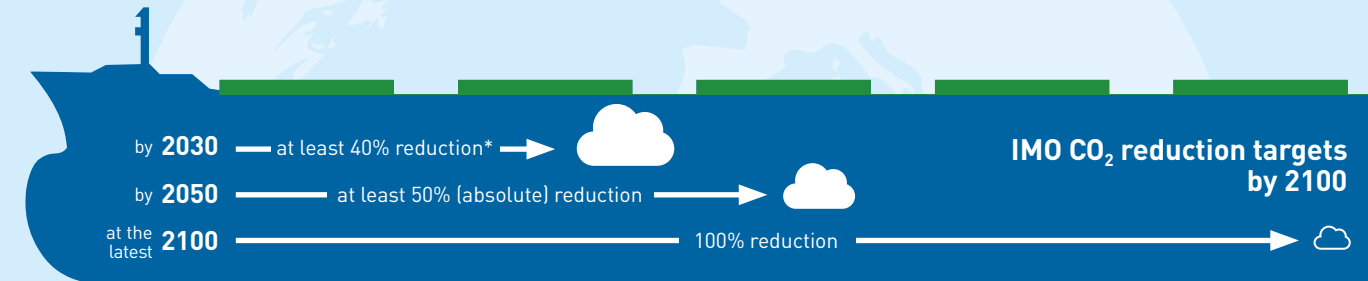 by 2030 at least 40% reduction*
by 2050 at least 50% (absolute) reduction
at the latest 2100 100% reduction
IMO CO₂ reduction targets
by 2100